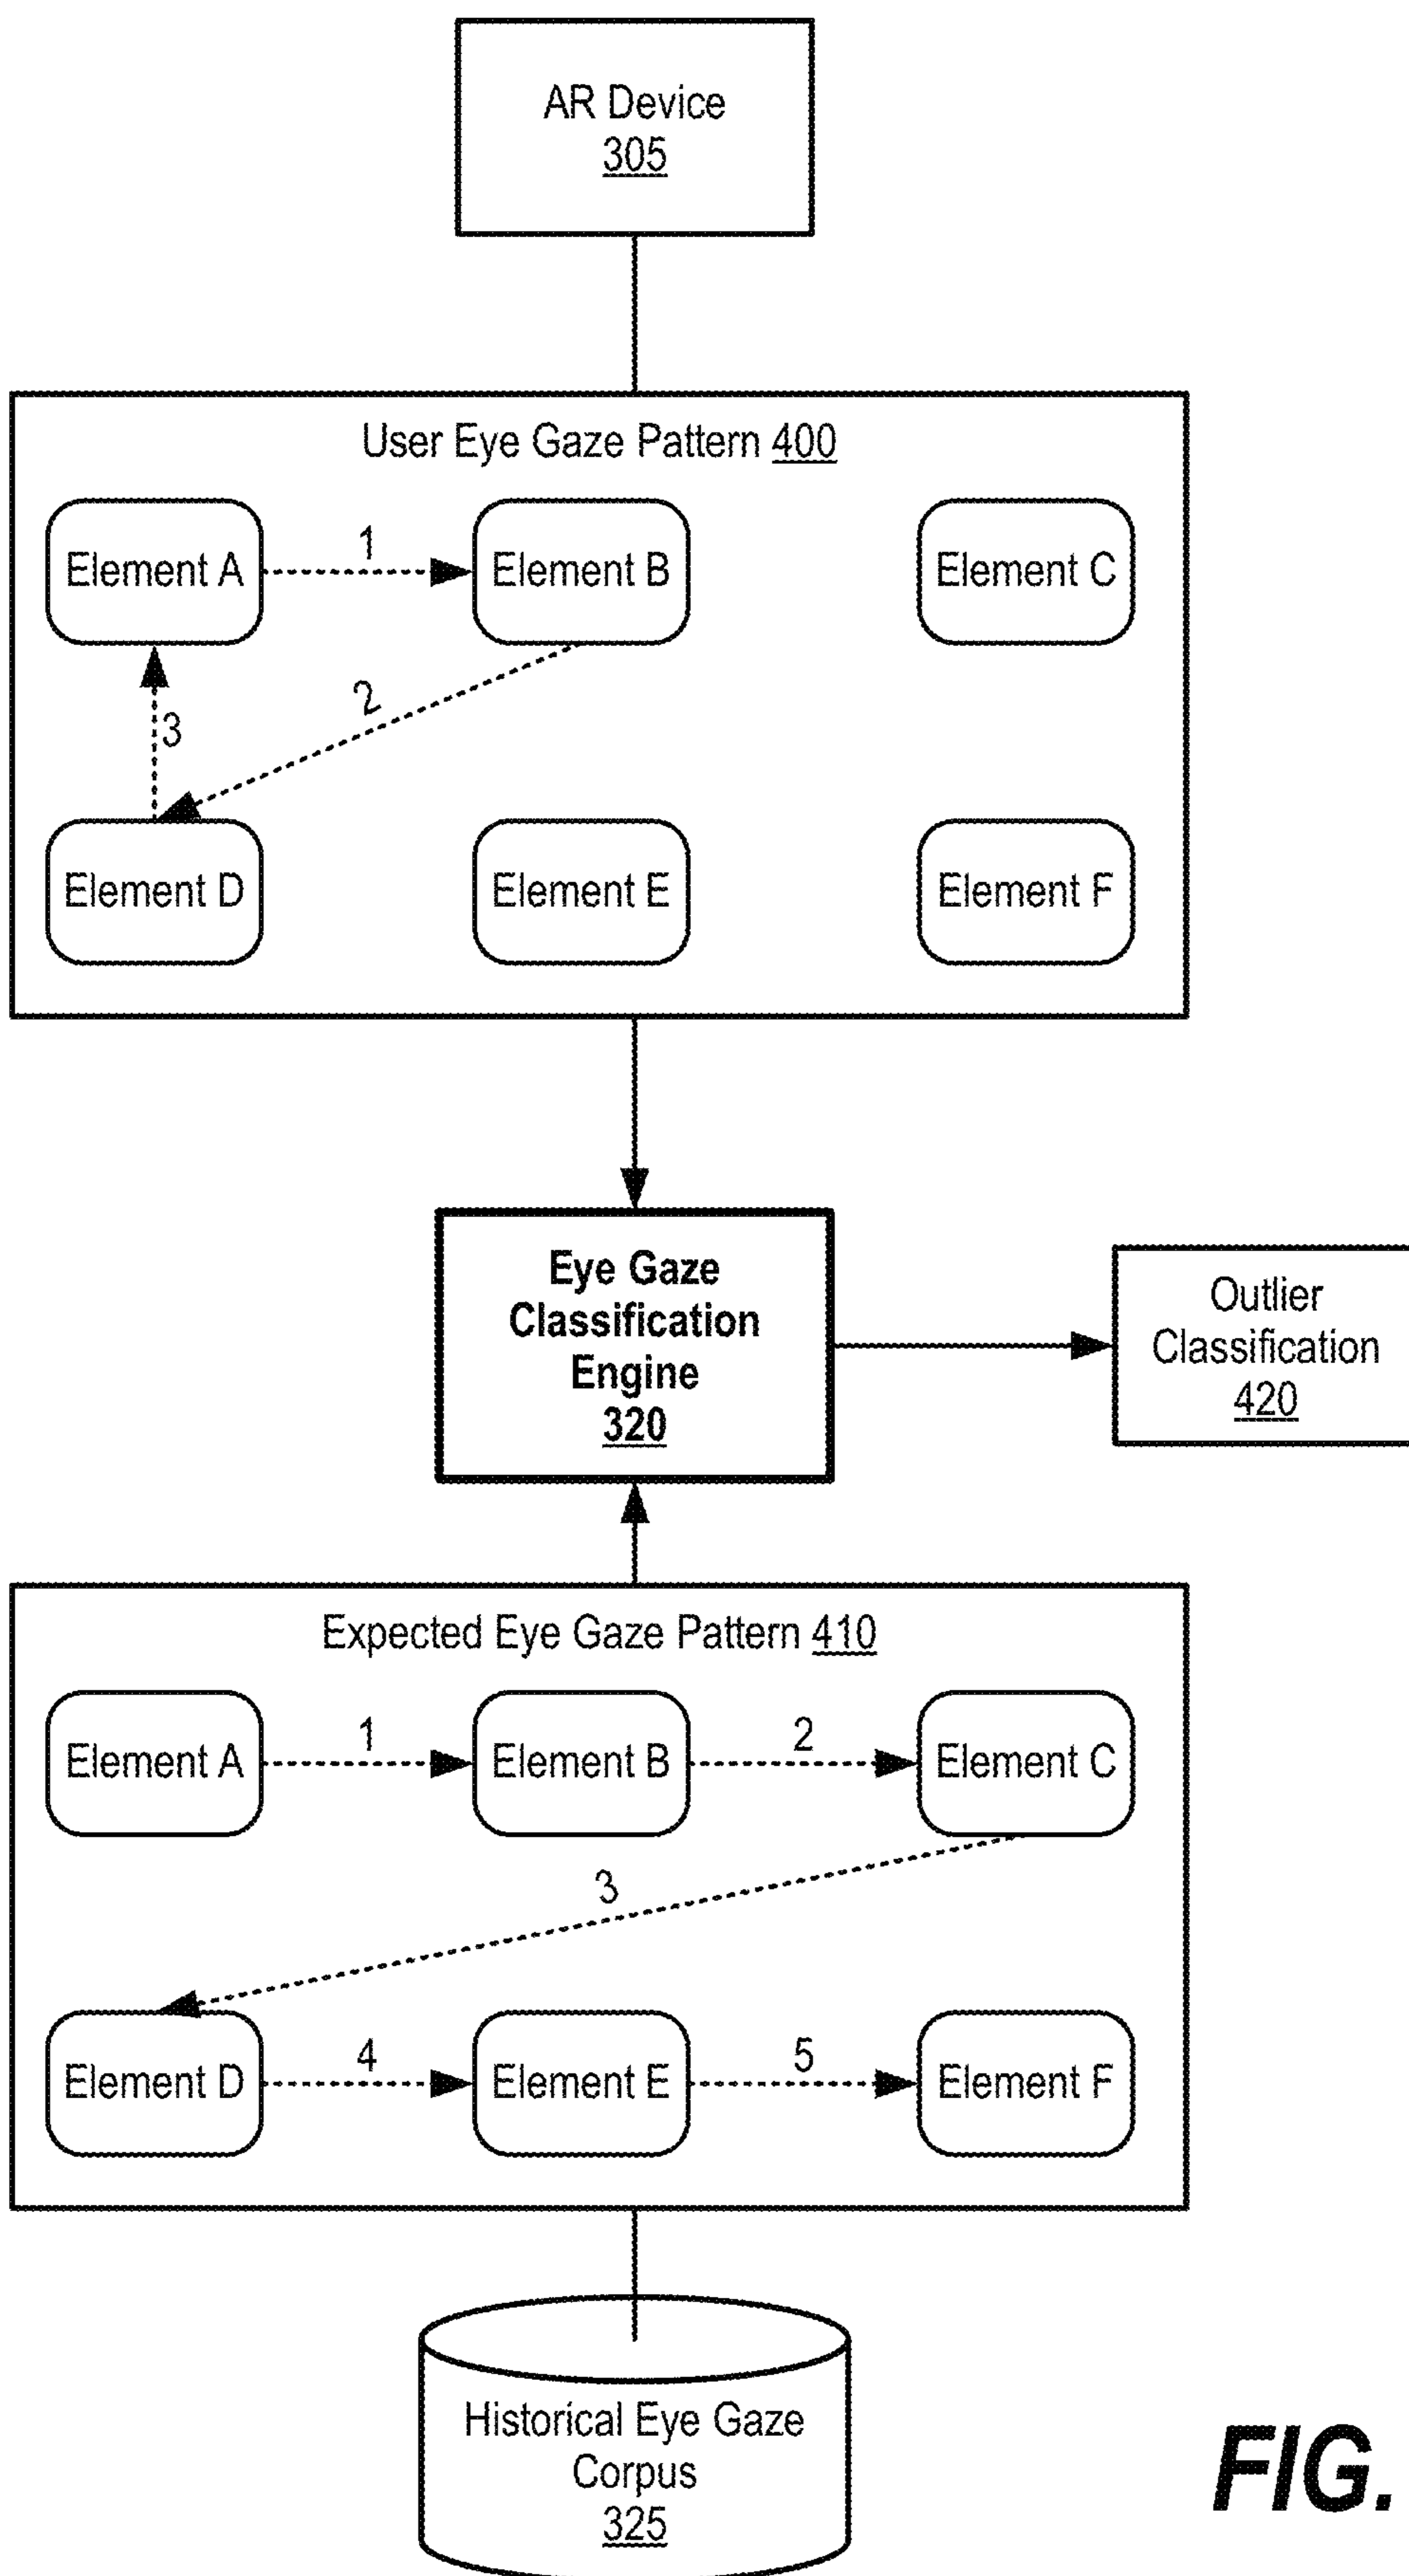 AR Device
305
User Eye Gaze Pattern 400
Element A
1
Element B
Element C
2
3
Element D
Element E
Element F
Eye Gaze
Classification
Engine
320
Outlier
Classification
420
Expected Eye Gaze Pattern 410
Element A
1
Element B
2
Element C
3
Element D
4
Element E
5
Element F
Historical Eye Gaze
Corpus
325
FIG.